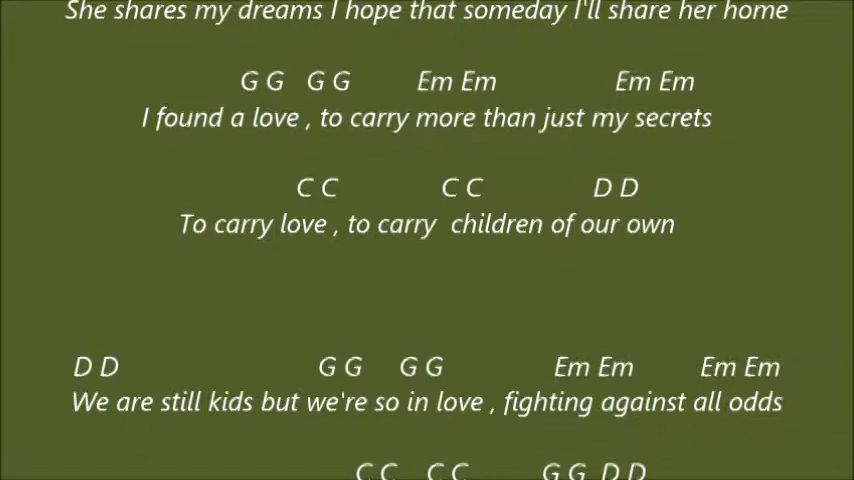 She shares my dreams I hope that someday I'll share her home
G G G G Em Em Em Em
I found a love , to carry more than just my secrets
C C C C D D
To carry love , to carry children of our own
D D G G G G Em Em Em Em
We are still kids but we're so in love , fighting against all odds
C C C C G G D D